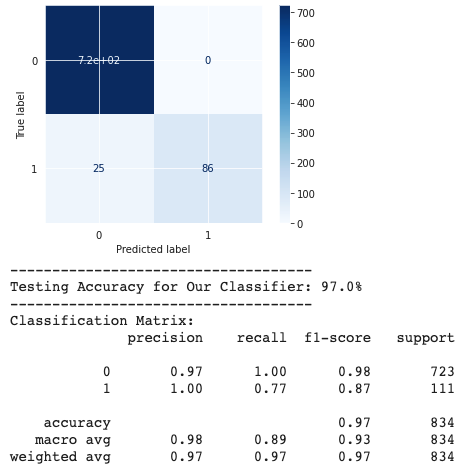 700
600
0
7.2e+02
0
500
True label
400
300
1
25
86
200
100
0
0
1
Predicted label
-----------------------------------
Testing Accuracy for Our Classifier: 97.0%
-----------------------------------
Classification Matrix:
precision recall f1-score support
0 0.97 1.00 0.98 723
1 1.00 0.77 0.87 111
accuracy 0.97 834
macro avg 0.98 0.89 0.93 834
weighted avg 0.97 0.97 0.97 834